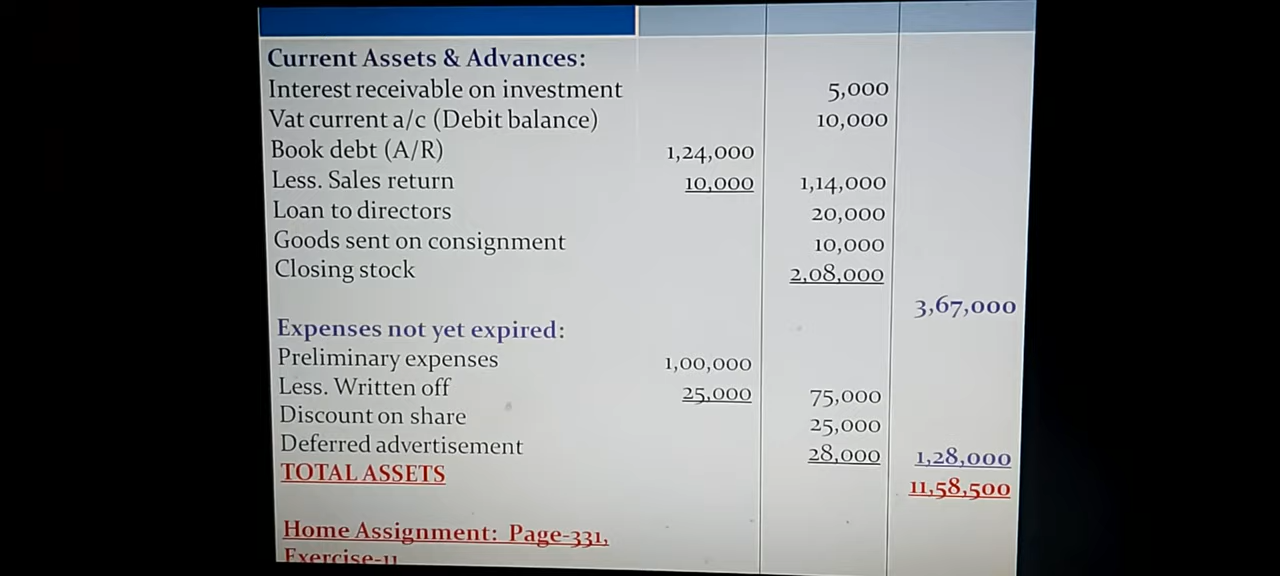 Current Assets & Advances:
Interest receivable on investment 5,000
Vat current a/c (Debit balance) 10,000
Book debt (A/R) 1,24,000
Less. Sales return 10,000 1,14,000
Loan to directors 20,000
Goods sent on consignment 10,000
Closing stock 2,08,000
3,67,000
Expenses not yet expired:
Preliminary expenses 1,00,000
Less. Written off 25,000 75,000
Discount on share 25,000
Deferred advertisement 28,000 1,28,000
TOTAL ASSETS 11,58,500
Home Assignment: Page-331,
Exercise-11